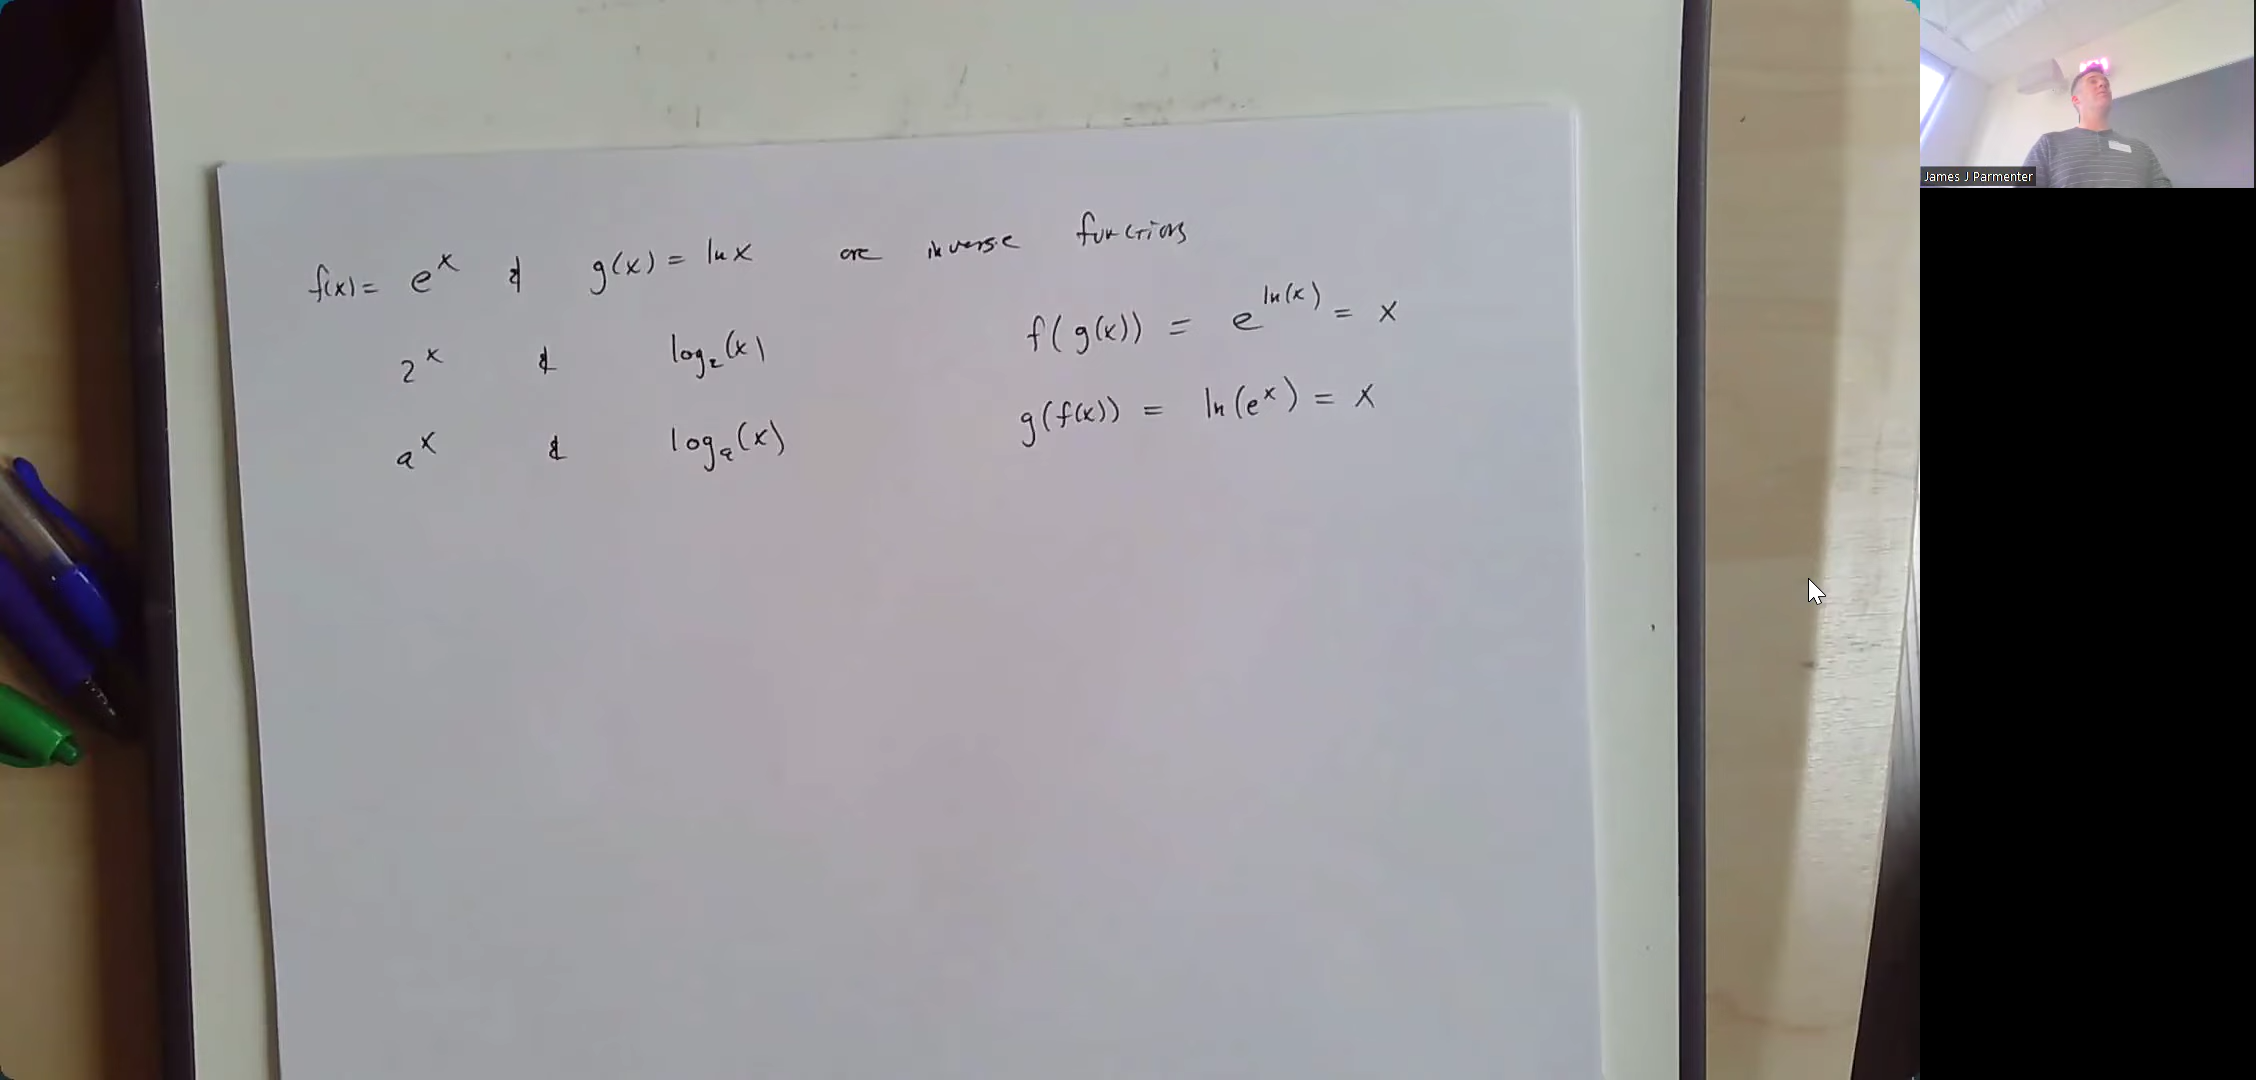 f(x) = e^x & g(x) = ln x are inverse functions
2^x & log_2(x)
a^x & log_a(x)
f(g(x)) = e^{ln(x)} = x
g(f(x)) = ln(e^x) = x
James J Parmenter